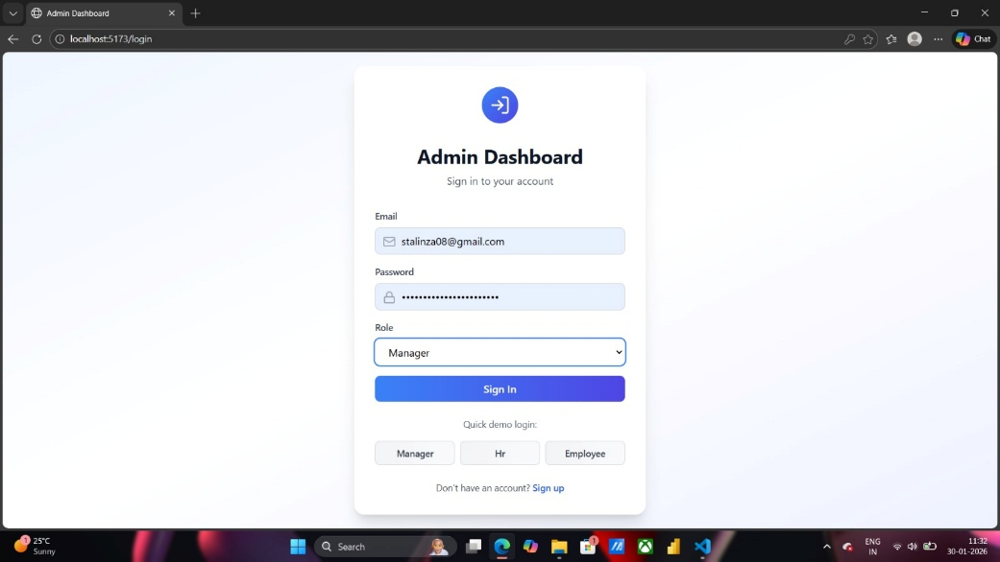 Admin Dashboard
localhost:5173/login
Chat
Admin Dashboard
Sign in to your account
Email
stalinza08@gmail.com
Password
••••••••••••••••••••••••
Role
Manager
Sign In
Quick demo login:
Manager
Hr
Employee
Don't have an account? Sign up
1
25°C
Sunny
Search
1
ENG
IN
11:32
30-01-2026